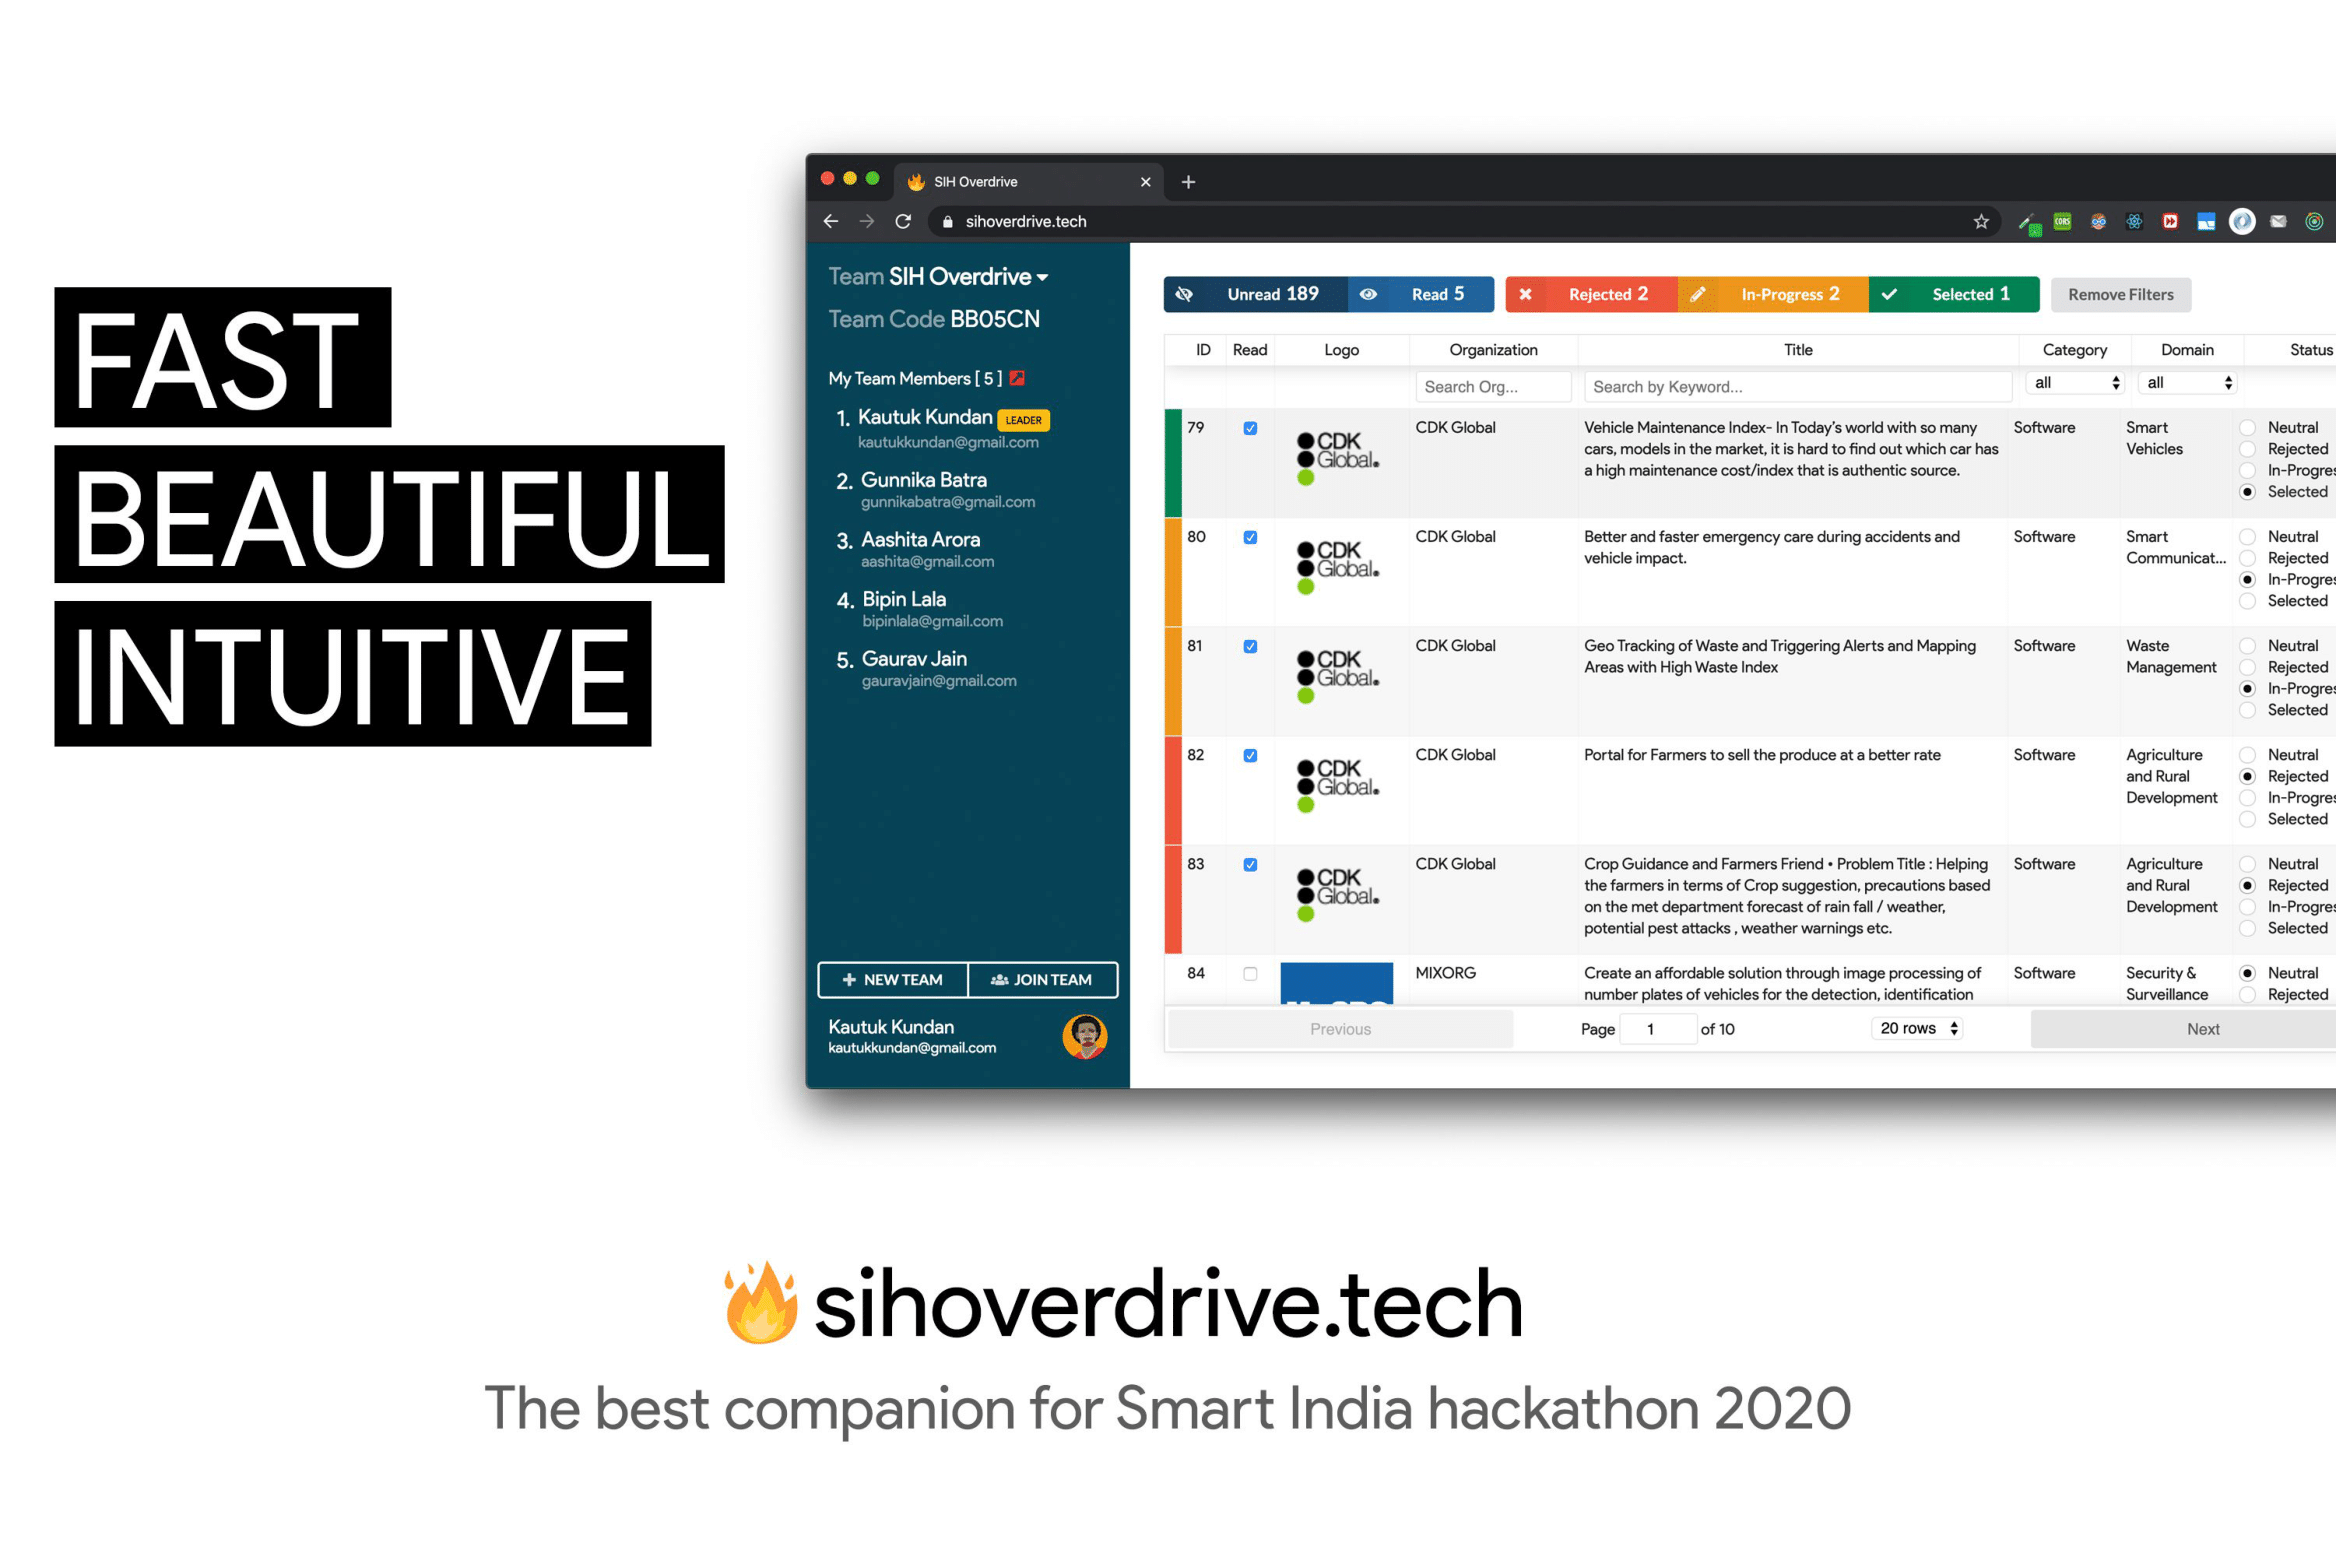 FAST
BEAUTIFUL
INTUITIVE
SIH Overdrive
sihoverdrive.tech
CORS
Team SIH Overdrive
Team Code BB05CN
My Team Members [ 5 ]
1. Kautuk Kundan LEADER
kautukkundan@gmail.com
2. Gunnika Batra
gunnikabatra@gmail.com
3. Aashita Arora
aashita@gmail.com
4. Bipin Lala
bipinlala@gmail.com
5. Gaurav Jain
gauravjain@gmail.com
NEW TEAM JOIN TEAM
Kautuk Kundan
kautukkundan@gmail.com
Unread 189 Read 5 Rejected 2 In-Progress 2 Selected 1 Remove Filters
ID Read Logo Organization Title Category Domain Status
Search Org... Search by Keyword... all all
79 CDK Global. CDK Global Vehicle Maintenance Index- In Today's world with so many Software Smart Neutral
cars, models in the market, it is hard to find out which car has Vehicles Rejected
a high maintenance cost/index that is authentic source. In-Progres
Selected
80 CDK Global. CDK Global Better and faster emergency care during accidents and Software Smart Neutral
vehicle impact. Communicat... Rejected
In-Progres
Selected
81 CDK Global. CDK Global Geo Tracking of Waste and Triggering Alerts and Mapping Software Waste Neutral
Areas with High Waste Index Management Rejected
In-Progres
Selected
82 CDK Global. CDK Global Portal for Farmers to sell the produce at a better rate Software Agriculture Neutral
and Rural Rejected
Development In-Progres
Selected
83 CDK Global. CDK Global Crop Guidance and Farmers Friend • Problem Title : Helping Software Agriculture Neutral
the farmers in terms of Crop suggestion, precautions based and Rural Rejected
on the met department forecast of rain fall / weather, Development In-Progres
potential pest attacks , weather warnings etc. Selected
84 MIXORG Create an affordable solution through image processing of Software Security & Neutral
number plates of vehicles for the detection, identification Surveillance Rejected
Previous Page 1 of 10 20 rows Next
sihoverdrive.tech
The best companion for Smart India hackathon 2020